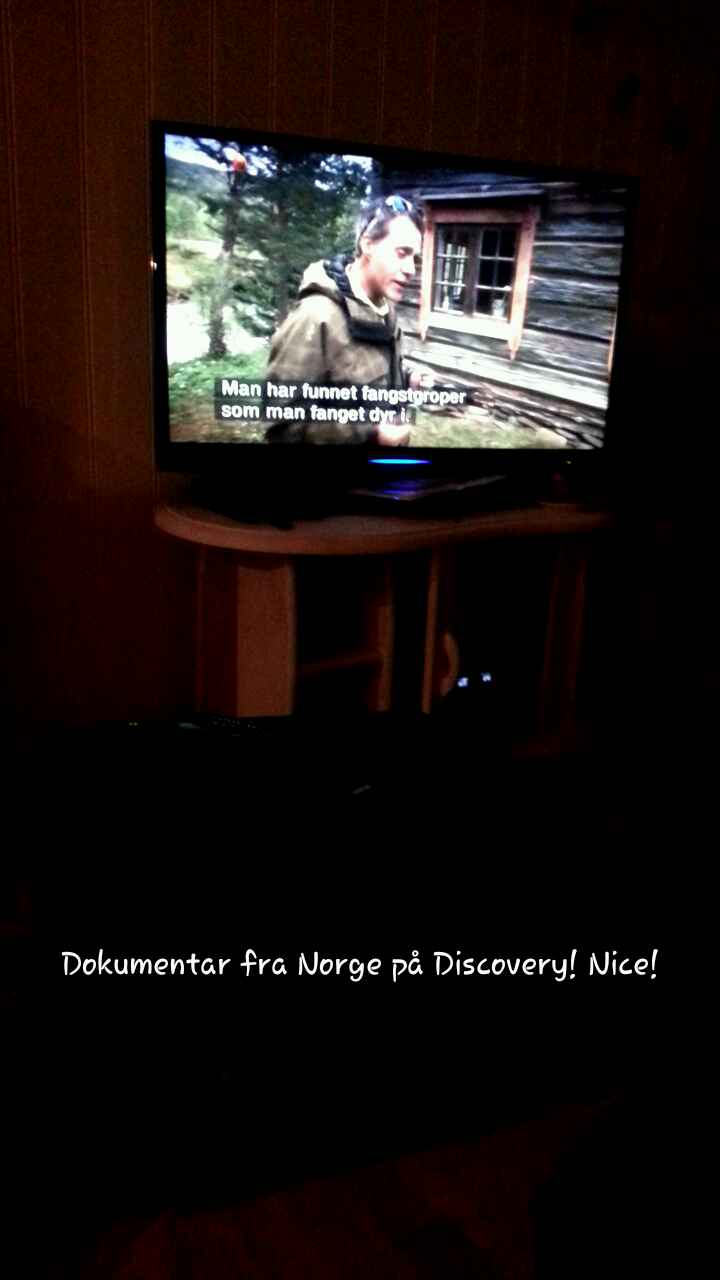 Man har funnet fangstgroper
som man fanget dyr i.
Dokumentar fra Norge på Discovery! Nice!